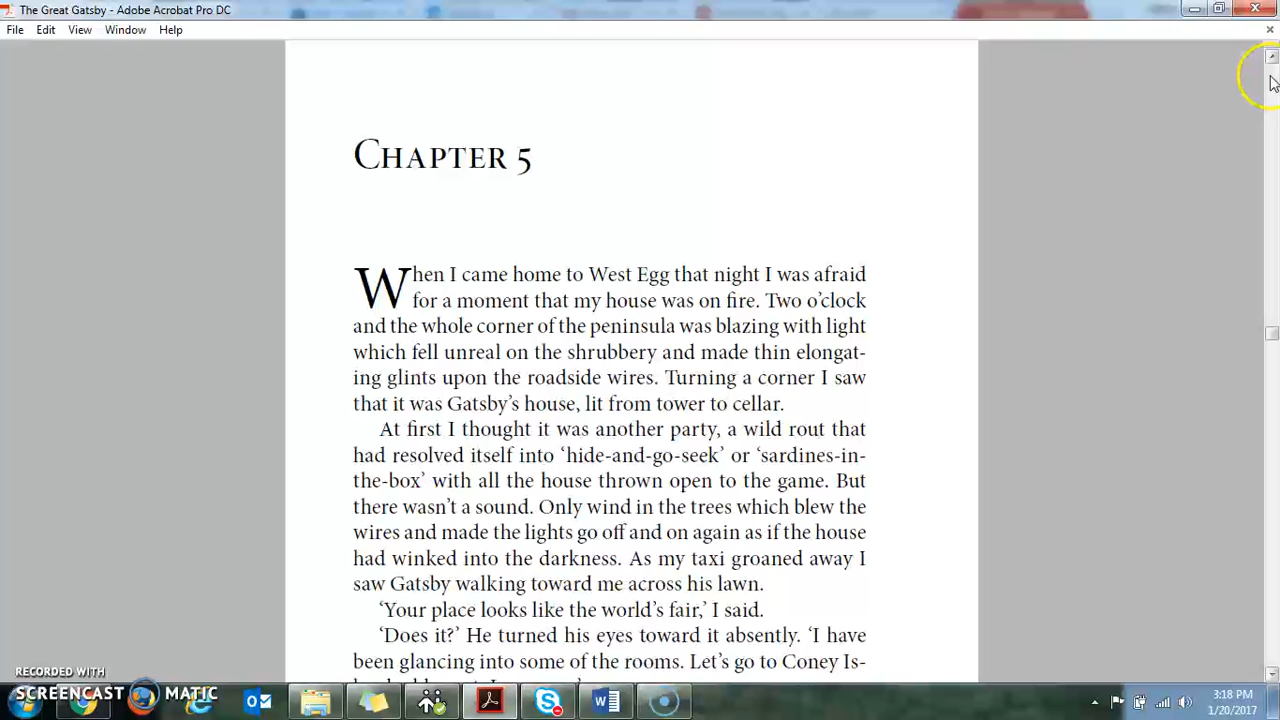 The Great Gatsby - Adobe Acrobat Pro DC
File Edit View Window Help
CHAPTER 5
When I came home to West Egg that night I was afraid
for a moment that my house was on fire. Two o’clock
and the whole corner of the peninsula was blazing with light
which fell unreal on the shrubbery and made thin elongat-
ing glints upon the roadside wires. Turning a corner I saw
that it was Gatsby’s house, lit from tower to cellar.
At first I thought it was another party, a wild rout that
had resolved itself into ‘hide-and-go-seek’ or ‘sardines-in-
the-box’ with all the house thrown open to the game. But
there wasn’t a sound. Only wind in the trees which blew the
wires and made the lights go off and on again as if the house
had winked into the darkness. As my taxi groaned away I
saw Gatsby walking toward me across his lawn.
‘Your place looks like the world’s fair,’ I said.
‘Does it?’ He turned his eyes toward it absently. ‘I have
been glancing into some of the rooms. Let’s go to Coney Is-
RECORDED WITH
SCREENCAST MATIC
3:18 PM
1/20/2017